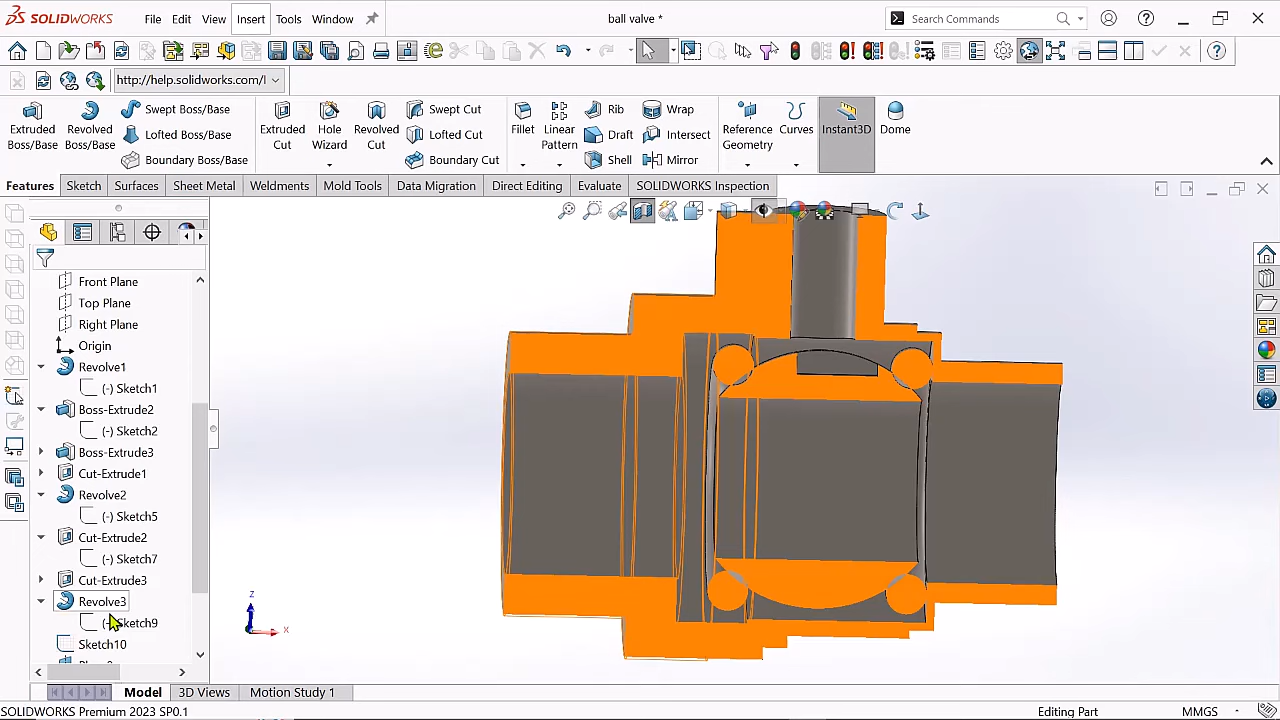 SOLIDWORKS File Edit View Insert Tools Window ball valve * Search Commands
http://help.solidworks.com/I
Extruded Boss/Base
Revolved Boss/Base
Swept Boss/Base
Lofted Boss/Base
Boundary Boss/Base
Extruded Cut
Hole Wizard
Revolved Cut
Swept Cut
Lofted Cut
Boundary Cut
Fillet
Linear Pattern
Rib
Draft
Shell
Wrap
Intersect
Mirror
Reference Geometry
Curves
Instant3D
Dome
Features Sketch Surfaces Sheet Metal Weldments Mold Tools Data Migration Direct Editing Evaluate SOLIDWORKS Inspection
Front Plane
Top Plane
Right Plane
Origin
Revolve1
(-) Sketch1
Boss-Extrude2
(-) Sketch2
Boss-Extrude3
Cut-Extrude1
Revolve2
(-) Sketch5
Cut-Extrude2
(-) Sketch7
Cut-Extrude3
Revolve3
Sketch9
Sketch10
z
x
Model 3D Views Motion Study 1
SOLIDWORKS Premium 2023 SP0.1 Editing Part MMGS